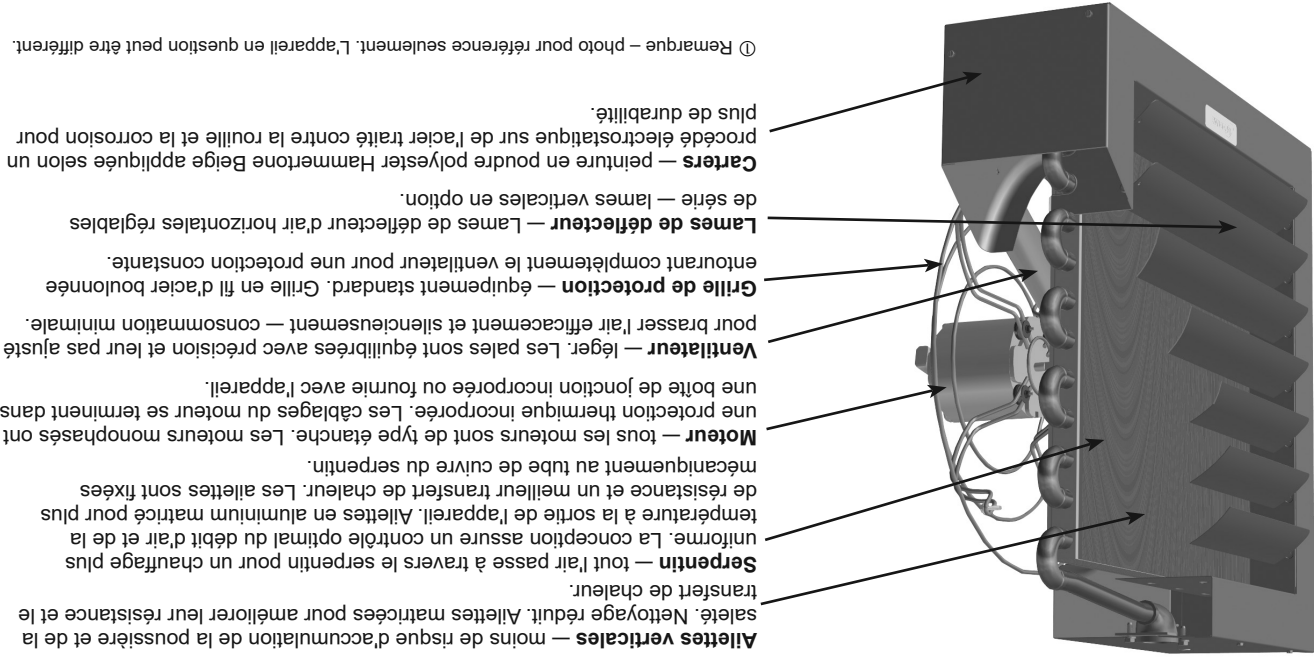 Ailettes verticales — moins de risque d'accumulation de la poussière et de la
saleté. Nettoyage réduit. Ailettes matricées pour améliorer leur résistance et le
transfert de chaleur.
Serpentin — tout l'air passe à travers le serpentin pour un chauffage plus
uniforme. La conception assure un contrôle optimal du débit d'air et de la
température à la sortie de l'appareil. Ailettes en aluminium matricé pour plus
de résistance et un meilleur transfert de chaleur. Les ailettes sont fixées
mécaniquement au tube de cuivre du serpentin.
Moteur — tous les moteurs sont de type étanche. Les moteurs monophasés ont
une protection thermique incorporée. Les câblages du moteur se terminent dans
une boîte de jonction incorporée ou fournie avec l'appareil.
Ventilateur — léger. Les pales sont équilibrées avec précision et leur pas ajusté
pour brasser l'air efficacement et silencieusement — consommation minimale.
Grille de protection — équipement standard. Grille en fil d'acier boulonnée
entourant complètement le ventilateur pour une protection constante.
Lames de déflecteur — Lames de déflecteur d'air horizontales réglables
de série — lames verticales en option.
Carters — peinture en poudre polyester Hammertone Beige appliquée selon un
procédé électrostatique sur de l'acier traité contre la rouille et la corrosion pour
plus de durabilité.
① Remarque – photo pour référence seulement. L'appareil en question peut être différent.